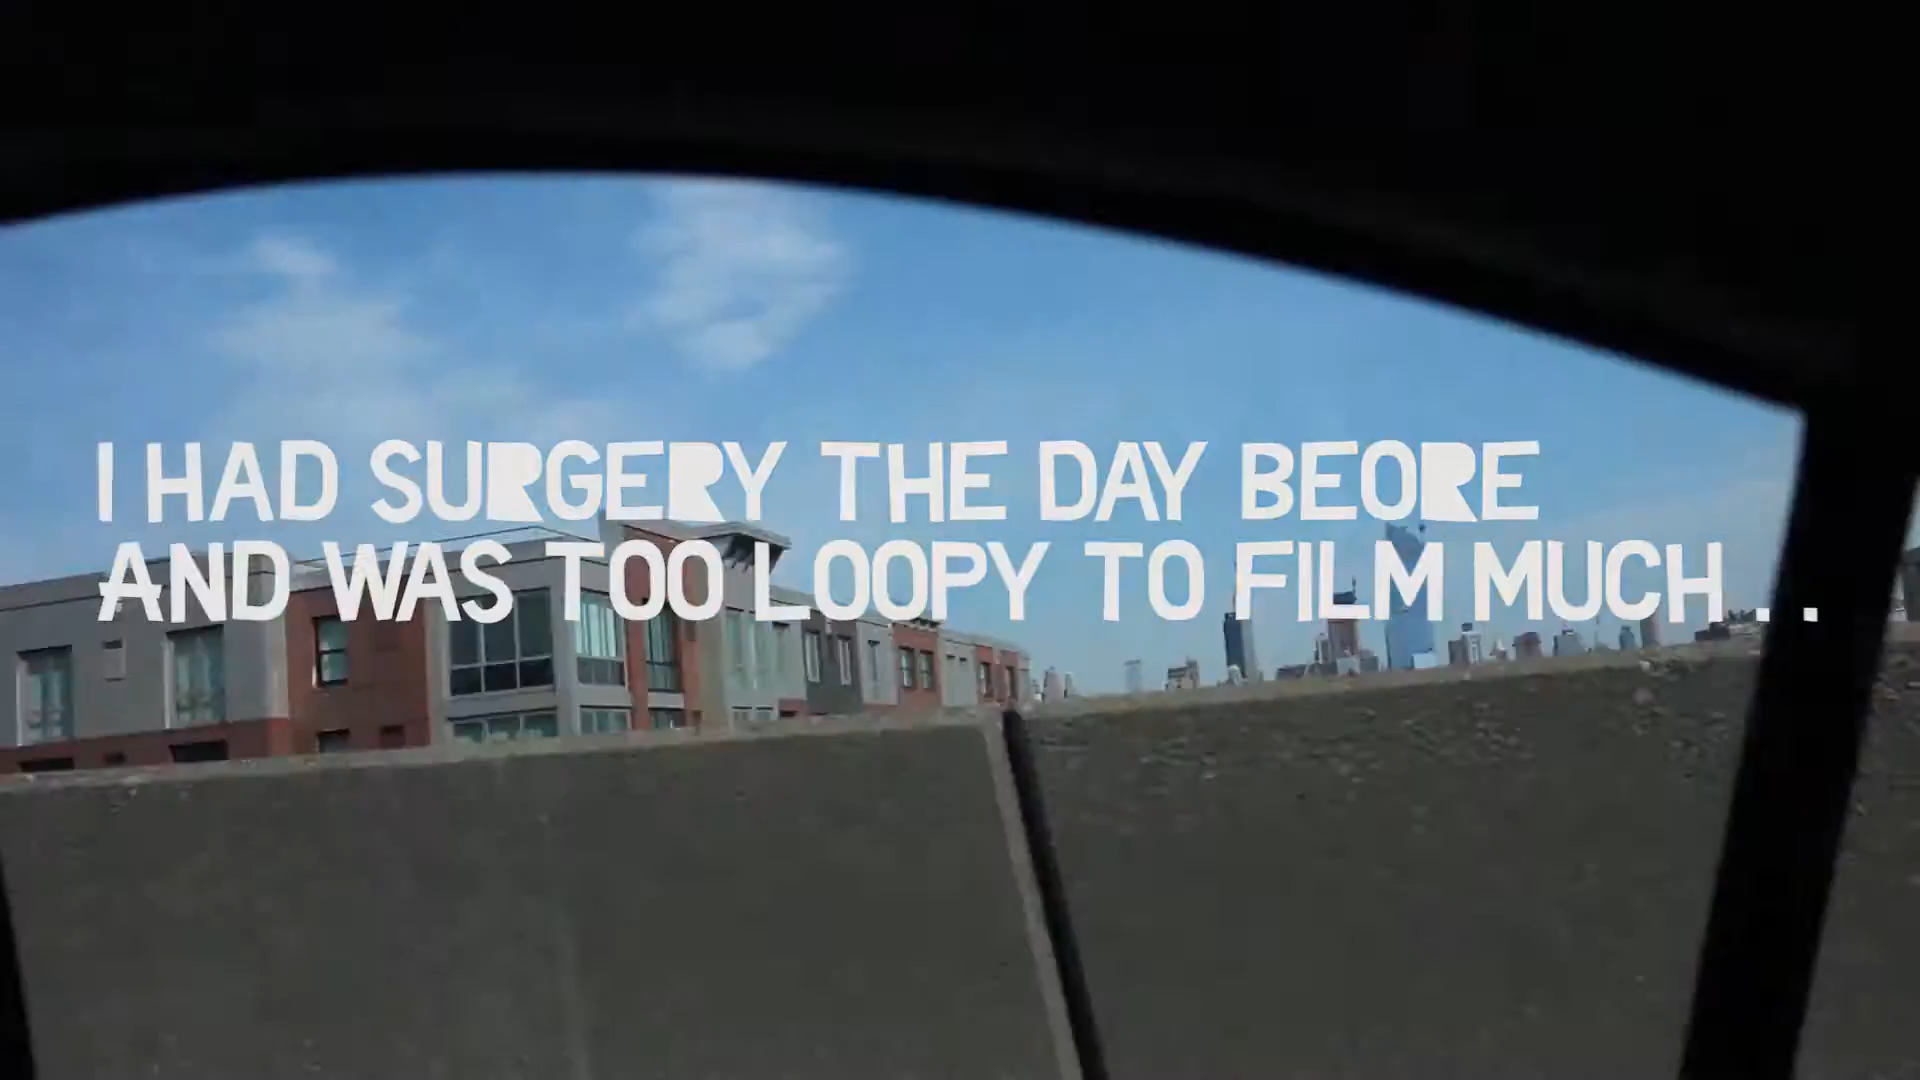 I HAD SURGERY THE DAY BEORE
AND WAS TOO LOOPY TO FILM MUCH . .